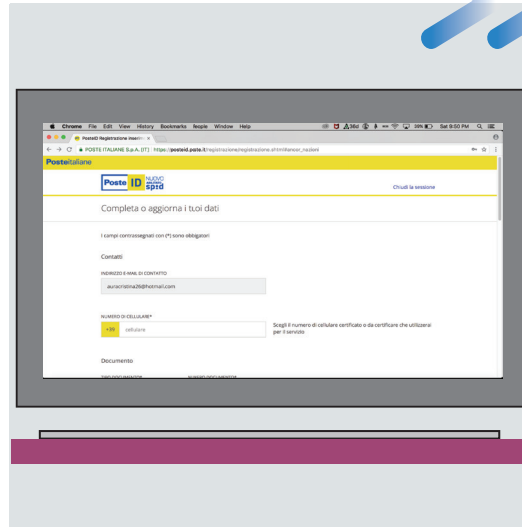 Chrome File Edit View History Bookmarks People Window Help
Sat 8:50 PM
PosteID Registrazione
POSTE ITALIANE S.p.A. [IT] https://posteid.poste.it
Posteitaliane
Poste ID NUOVO
spid
Chiudi la sessione
Completa o aggiorna i tuoi dati
I campi contrassegnati con (*) sono obbligatori
Contatti
INDIRIZZO E-MAIL DI CONTATTO
auracristina26@hotmail.com
NUMERO DI CELLULARE*
+39 cellulare
Scegli il numero di cellulare certificato o da certificare che utilizzerai
per il servizio
Documento